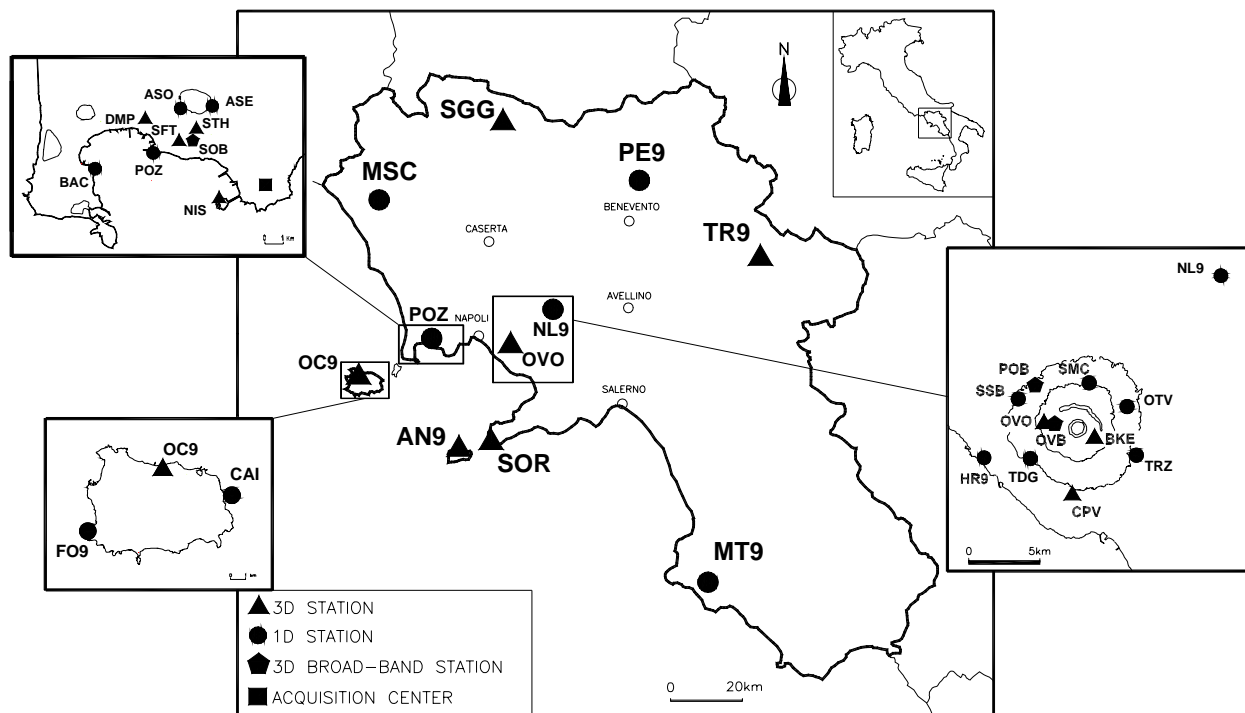 N
SGG
MSC
PE9
BENEVENTO
CASERTA
TR9
AVELLINO
POZ
NAPOLI
NL9
OVO
OC9
SALERNO
AN9
SOR
MT9
0 20km
ASO
ASE
DMP
STH
SFT
SOB
POZ
BAC
NIS
1 Km
OC9
CAI
FO9
NL9
POB
SMC
SSB
OTV
OVO
OVB
BKE
HR9
TDG
TRZ
CPV
0 5km
3D STATION
1D STATION
3D BROAD-BAND STATION
ACQUISITION CENTER